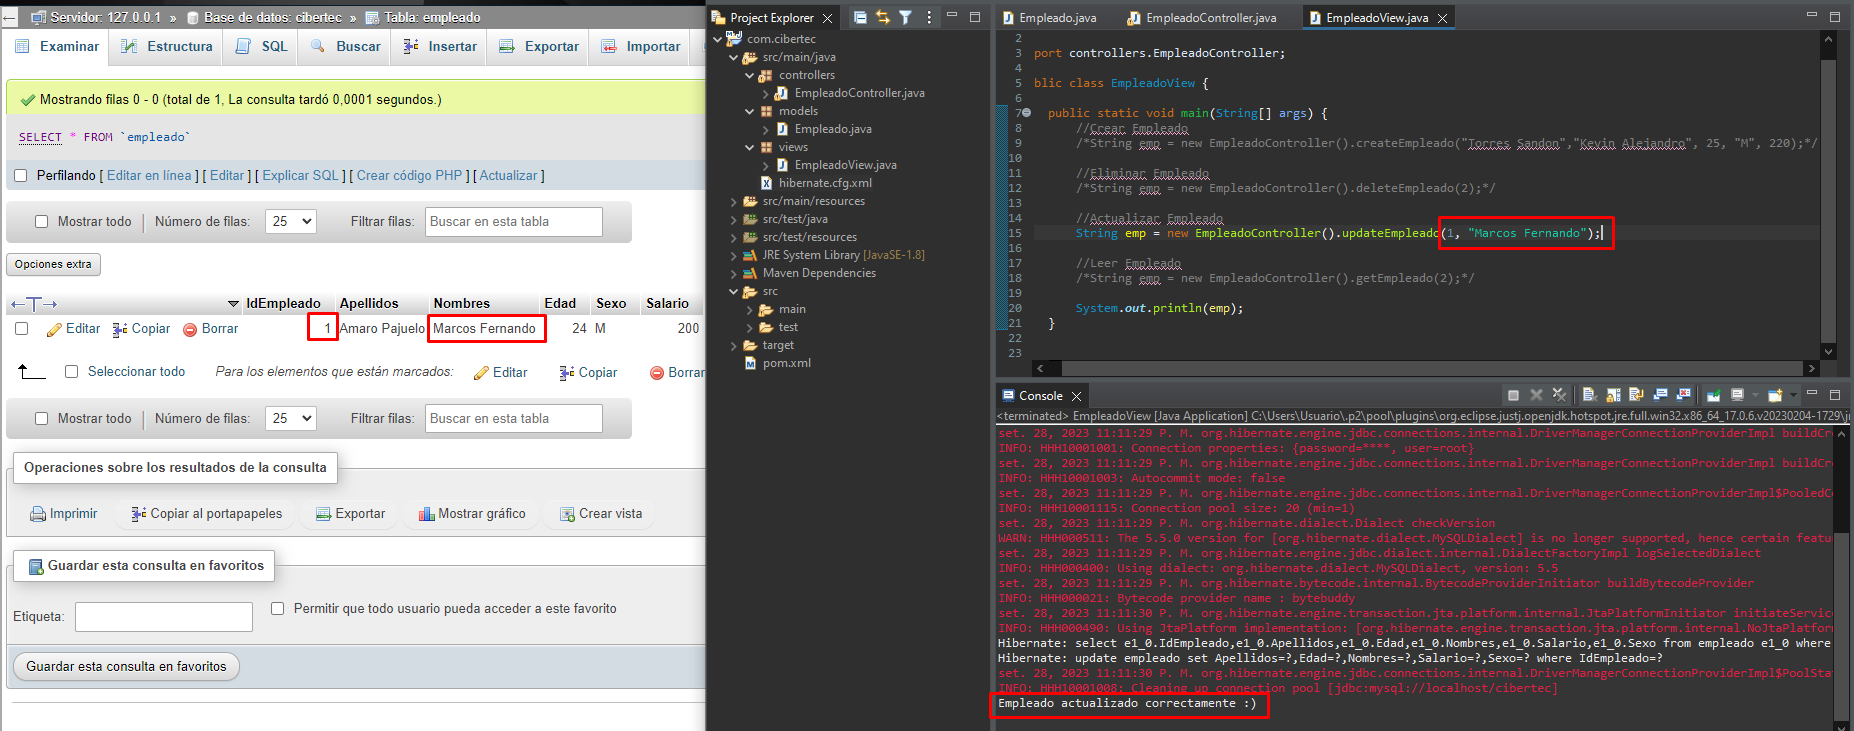 Servidor: 127.0.0.1 » Base de datos: cibertec » Tabla: empleado
Examinar Estructura SQL Buscar Insertar Exportar Importar
Mostrando filas 0 - 0 (total de 1, La consulta tardó 0,0001 segundos.)
SELECT * FROM `empleado`
Perfilando [ Editar en línea ] [ Editar ] [ Explicar SQL ] [ Crear código PHP ] [ Actualizar ]
Mostrar todo Número de filas: 25 Filtrar filas: Buscar en esta tabla
Opciones extra
IdEmpleado Apellidos Nombres Edad Sexo Salario
Editar Copiar Borrar 1 Amaro Pajuelo Marcos Fernando 24 M 200
Seleccionar todo Para los elementos que están marcados: Editar Copiar Borrar
Mostrar todo Número de filas: 25 Filtrar filas: Buscar en esta tabla
Operaciones sobre los resultados de la consulta
Imprimir Copiar al portapapeles Exportar Mostrar gráfico Crear vista
Guardar esta consulta en favoritos
Etiqueta: Permitir que todo usuario pueda acceder a este favorito
Guardar esta consulta en favoritos
Project Explorer
com.cibertec
src/main/java
controllers
EmpleadoController.java
models
Empleado.java
views
EmpleadoView.java
hibernate.cfg.xml
src/main/resources
src/test/java
src/test/resources
JRE System Library [JavaSE-1.8]
Maven Dependencies
src
main
test
target
pom.xml
Empleado.java EmpleadoController.java EmpleadoView.java
2
3 port controllers.EmpleadoController;
4
5 blic class EmpleadoView {
6
7 public static void main(String[] args) {
8 //Crear Empleado
9 /*String emp = new EmpleadoController().createEmpleado("Torres Sandon","Kevin Alejandro", 25, "M", 220);*/
10
11 //Eliminar Empleado
12 /*String emp = new EmpleadoController().deleteEmpleado(2);*/
13
14 //Actualizar Empleado
15 String emp = new EmpleadoController().updateEmpleado(1, "Marcos Fernando");
16
17 //Leer Empleado
18 /*String emp = new EmpleadoController().getEmpleado(2);*/
19
20 System.out.println(emp);
21 }
22
23
Console
<terminated> EmpleadoView [Java Application] C:\Users\Usuario\.p2\pool\plugins\org.eclipse.justj.openjdk.hotspot.jre.full.win32.x86_64_17.0.6.v20230204-1729\j
set. 28, 2023 11:11:29 P. M. org.hibernate.engine.jdbc.connections.internal.DriverManagerConnectionProviderImpl buildCre
INFO: HHH10001001: Connection properties: {password=****, user=root}
set. 28, 2023 11:11:29 P. M. org.hibernate.engine.jdbc.connections.internal.DriverManagerConnectionProviderImpl buildCre
INFO: HHH10001003: Autocommit mode: false
set. 28, 2023 11:11:29 P. M. org.hibernate.engine.jdbc.connections.internal.DriverManagerConnectionProviderImpl$PooledCo
INFO: HHH10001115: Connection pool size: 20 (min=1)
set. 28, 2023 11:11:29 P. M. org.hibernate.dialect.Dialect checkVersion
WARN: HHH000511: The 5.5.0 version for [org.hibernate.dialect.MySQLDialect] is no longer supported, hence certain featu
set. 28, 2023 11:11:29 P. M. org.hibernate.engine.jdbc.dialect.internal.DialectFactoryImpl logSelectedDialect
INFO: HHH000400: Using dialect: org.hibernate.dialect.MySQLDialect, version: 5.5
set. 28, 2023 11:11:29 P. M. org.hibernate.bytecode.internal.BytecodeProviderInitiator buildBytecodeProvider
INFO: HHH000021: Bytecode provider name : bytebuddy
set. 28, 2023 11:11:30 P. M. org.hibernate.engine.transaction.jta.platform.internal.JtaPlatformInitiator initiateService
INFO: HHH000490: Using JtaPlatform implementation: [org.hibernate.engine.transaction.jta.platform.internal.NoJtaPlatform
Hibernate: select e1_0.IdEmpleado,e1_0.Apellidos,e1_0.Edad,e1_0.Nombres,e1_0.Salario,e1_0.Sexo from empleado e1_0 where
Hibernate: update empleado set Apellidos=?,Edad=?,Nombres=?,Salario=?,Sexo=? where IdEmpleado=?
set. 28, 2023 11:11:30 P. M. org.hibernate.engine.jdbc.connections.internal.DriverManagerConnectionProviderImpl$PoolStat
INFO: HHH10001008: Cleaning up connection pool [jdbc:mysql://localhost/cibertec]
Empleado actualizado correctamente :)